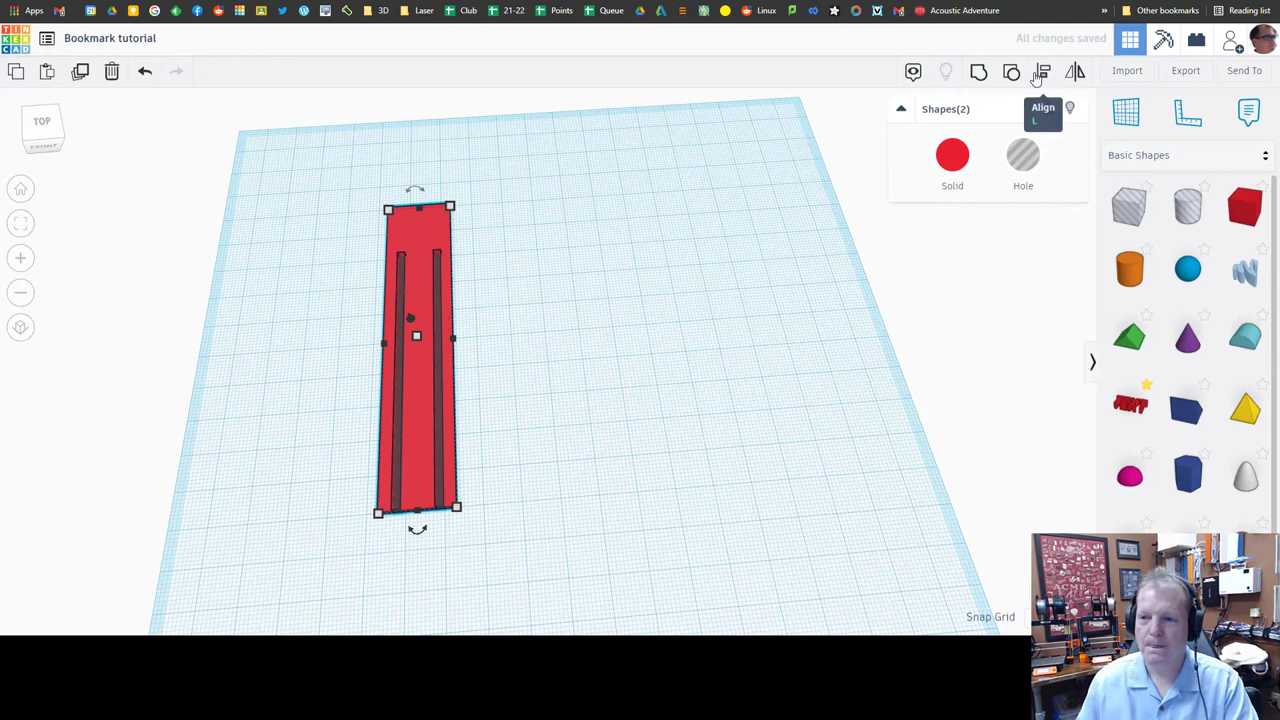 Apps
3D
Laser
Club
21-22
Points
Queue
Linux
Acoustic Adventure
Other bookmarks
Reading list
TIN
KER
CAD
Bookmark tutorial
All changes saved
Import
Export
Send To
TOP
FRONT
Shapes(2)
Align
L
Solid
Hole
Basic Shapes
TEXT
Snap Grid
ACME